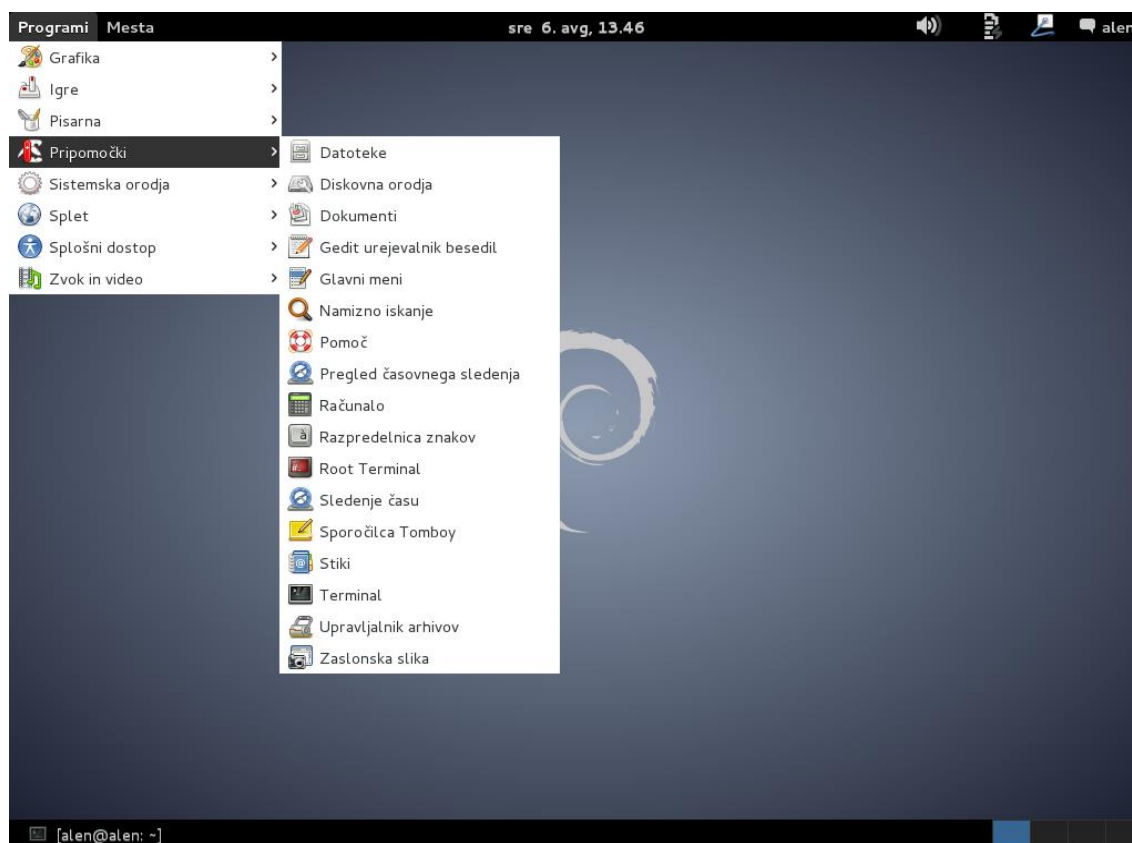 Programi Mesta sre 6. avg, 13.46 alen
Grafika
Igre
Pisarna
Pripomočki
Sistemska orodja
Splet
Splošni dostop
Zvok in video
Datoteke
Diskovna orodja
Dokumenti
Gedit urejevalnik besedil
Glavni meni
Namizno iskanje
Pomoč
Pregled časovnega sledenja
Računalo
Razpredelnica znakov
Root Terminal
Sledenje času
Sporočilca Tomboy
Stiki
Terminal
Upravljalnik arhivov
Zaslonska slika
[alen@alen: ~]